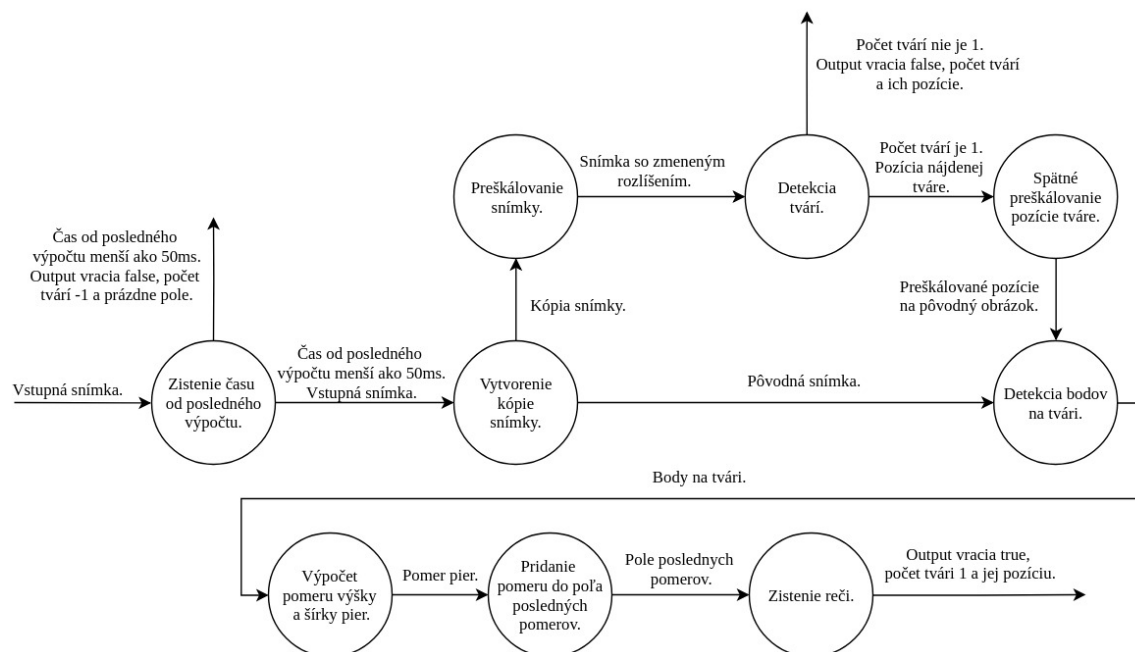 Počet tvárí nie je 1.
Output vracia false, počet tvárí
a ich pozície.
Preškálovanie
snímky.
Snímka so zmeneným
rozlíšením.
Detekcia
tvárí.
Počet tvárí je 1.
Pozícia nájdenej
tváre.
Spätné
preškálovanie
pozície tváre.
Čas od posledného
výpočtu menší ako 50ms.
Output vracia false, počet
tvárí -1 a prázdne pole.
Kópia snímky.
Preškálované pozície
na pôvodný obrázok.
Vstupná snímka.
Zistenie času
od posledného
výpočtu.
Čas od posledného
výpočtu menší ako 50ms.
Vstupná snímka.
Vytvorenie
kópie
snímky.
Pôvodná snímka.
Detekcia bodov
na tvári.
Body na tvári.
Výpočet
pomeru výšky
a šírky pier.
Pomer pier.
Pridanie
pomeru do poľa
posledných
pomerov.
Pole poslednych
pomerov.
Zistenie reči.
Output vracia true,
počet tvári 1 a jej pozíciu.